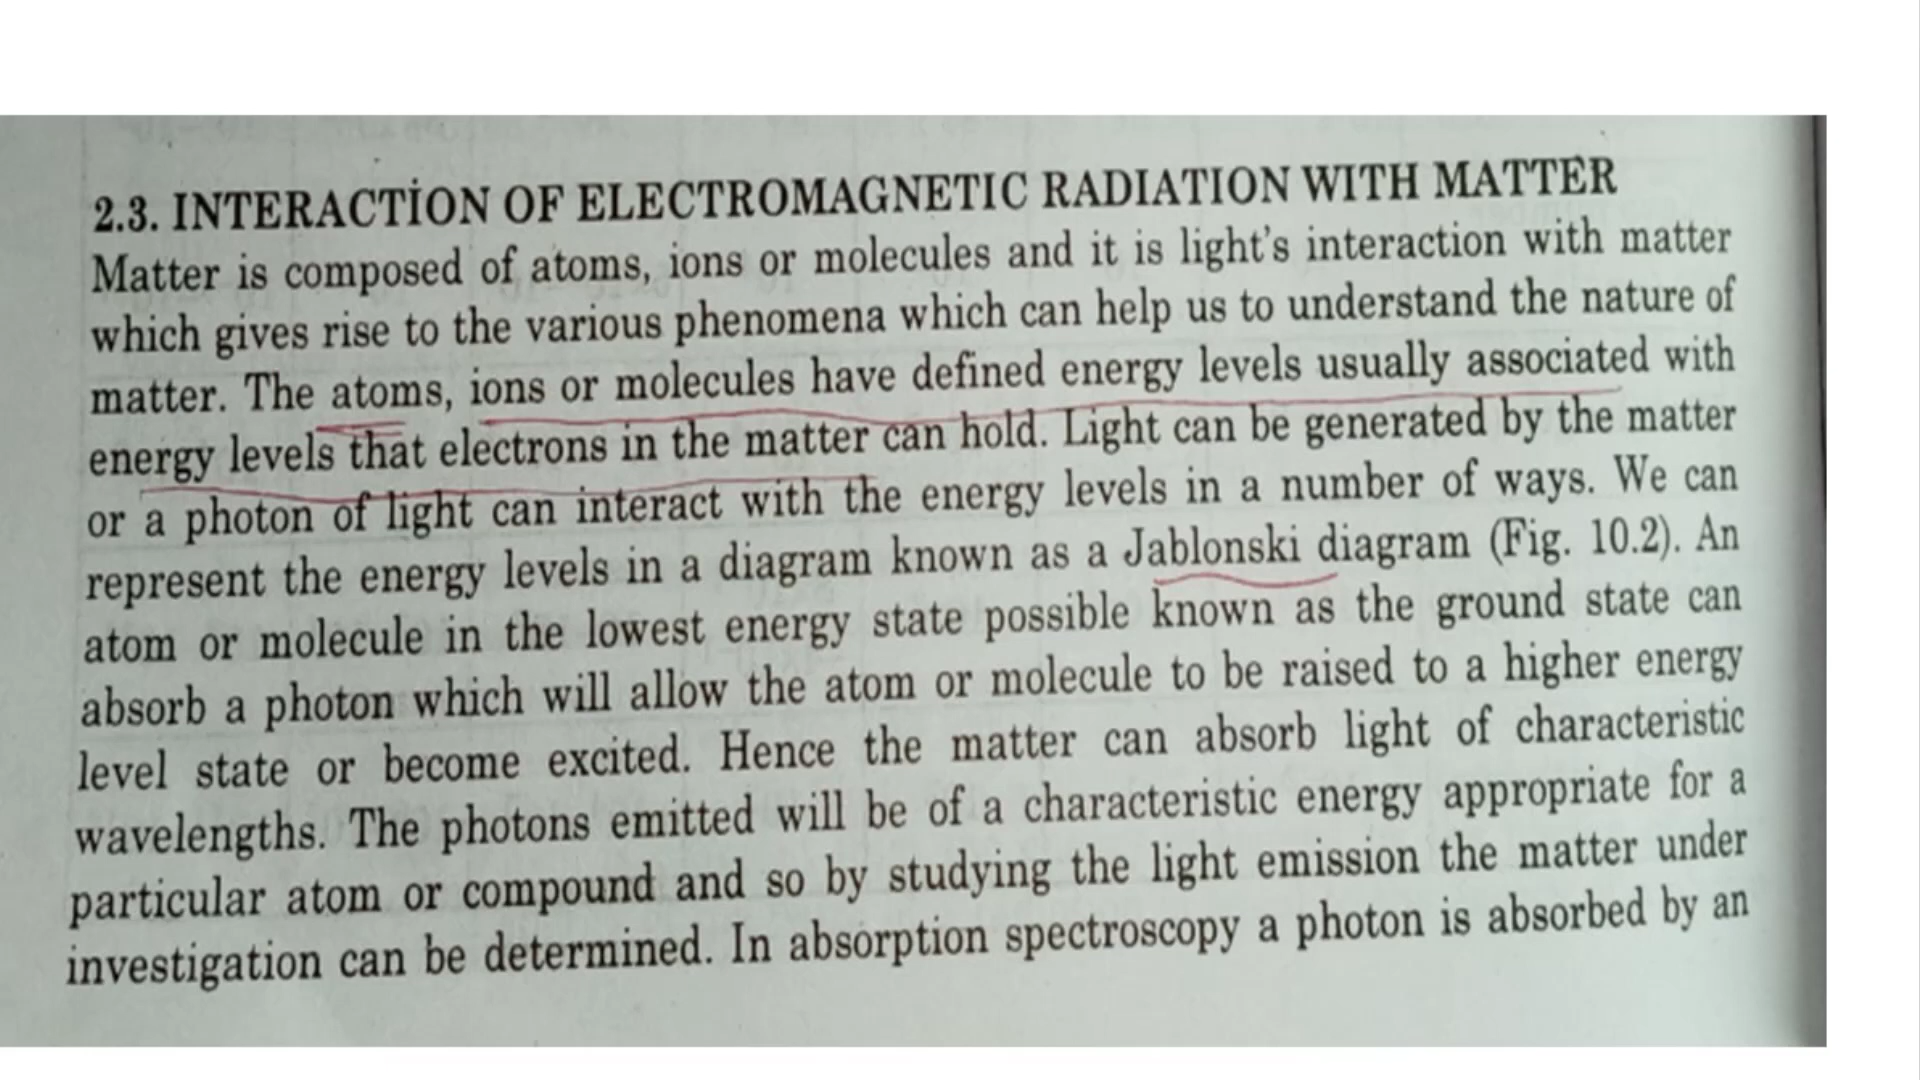 2.3. INTERACTION OF ELECTROMAGNETIC RADIATION WITH MATTER
Matter is composed of atoms, ions or molecules and it is light's interaction with matter
which gives rise to the various phenomena which can help us to understand the nature of
matter. The atoms, ions or molecules have defined energy levels usually associated with
energy levels that electrons in the matter can hold. Light can be generated by the matter
or a photon of light can interact with the energy levels in a number of ways. We can
represent the energy levels in a diagram known as a Jablonski diagram (Fig. 10.2). An
atom or molecule in the lowest energy state possible known as the ground state can
absorb a photon which will allow the atom or molecule to be raised to a higher energy
level state or become excited. Hence the matter can absorb light of characteristic
wavelengths. The photons emitted will be of a characteristic energy appropriate for a
particular atom or compound and so by studying the light emission the matter under
investigation can be determined. In absorption spectroscopy a photon is absorbed by an